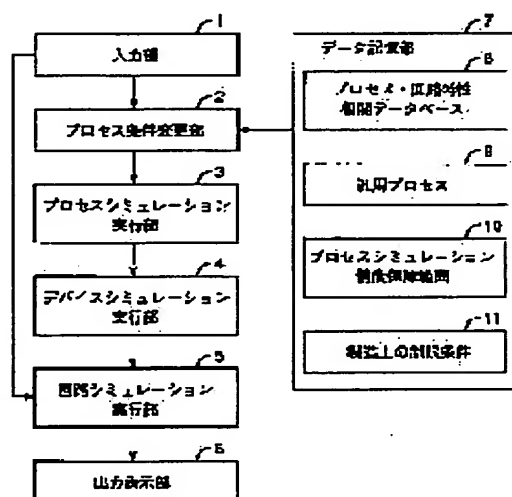 1
入力部
2
プロセス条件変更部
3
プロセスシミュレーション
実行部
4
デバイスシミュレーション
実行部
5
回路シミュレーション
実行部
6
出力表示部
7
データ記憶部
8
プロセス・回路特性
相関データベース
9
汎用プロセス
10
プロセスシミュレーション
精度保障範囲
11
製造上の制限条件